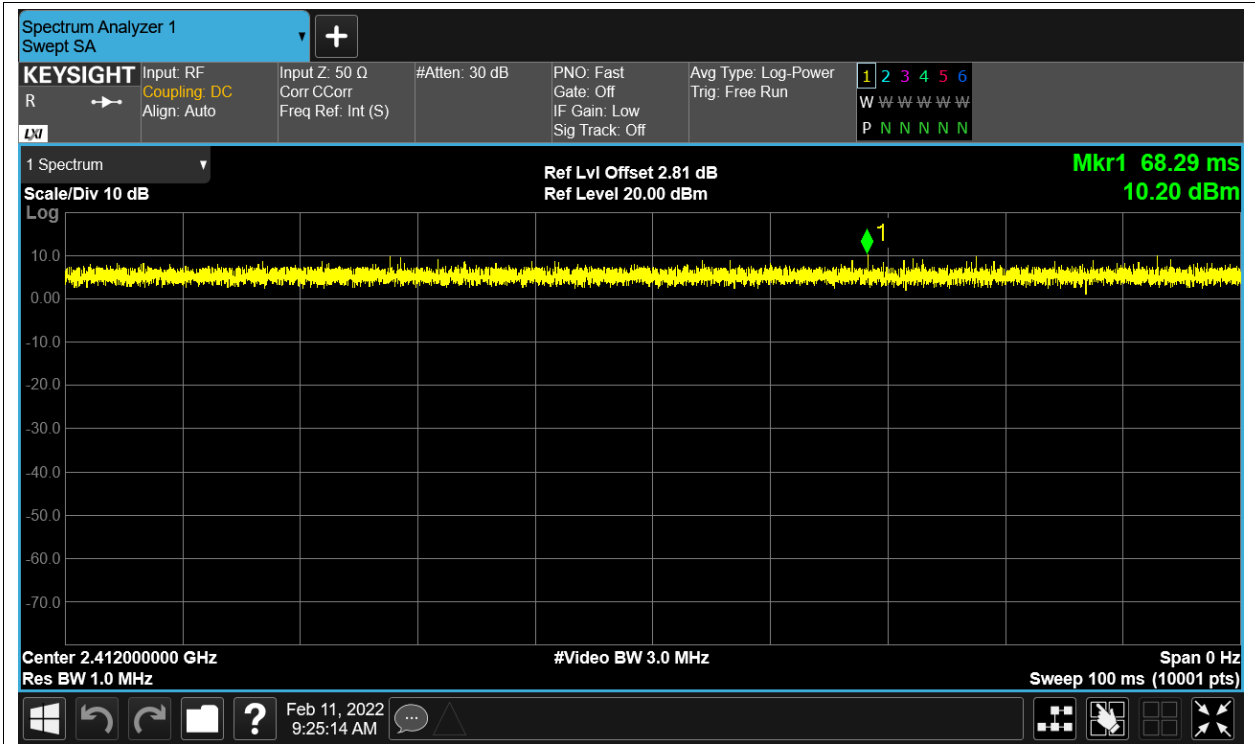 Spectrum Analyzer 1
Swept SA
KEYSIGHT
R
LXI
Input: RF
Coupling: DC
Align: Auto
Input Z: 50 Ω
Corr CCorr
Freq Ref: Int (S)
#Atten: 30 dB
PNO: Fast
Gate: Off
IF Gain: Low
Sig Track: Off
Avg Type: Log-Power
Trig: Free Run
1 2 3 4 5 6
W W W W W W
P N N N N N
1 Spectrum
Scale/Div 10 dB
Ref Lvl Offset 2.81 dB
Ref Level 20.00 dBm
Mkr1 68.29 ms
10.20 dBm
Log
1
10.0
0.00
-10.0
-20.0
-30.0
-40.0
-50.0
-60.0
-70.0
Center 2.412000000 GHz
#Video BW 3.0 MHz
Span 0 Hz
Res BW 1.0 MHz
Sweep 100 ms (10001 pts)
?
Feb 11, 2022
9:25:14 AM